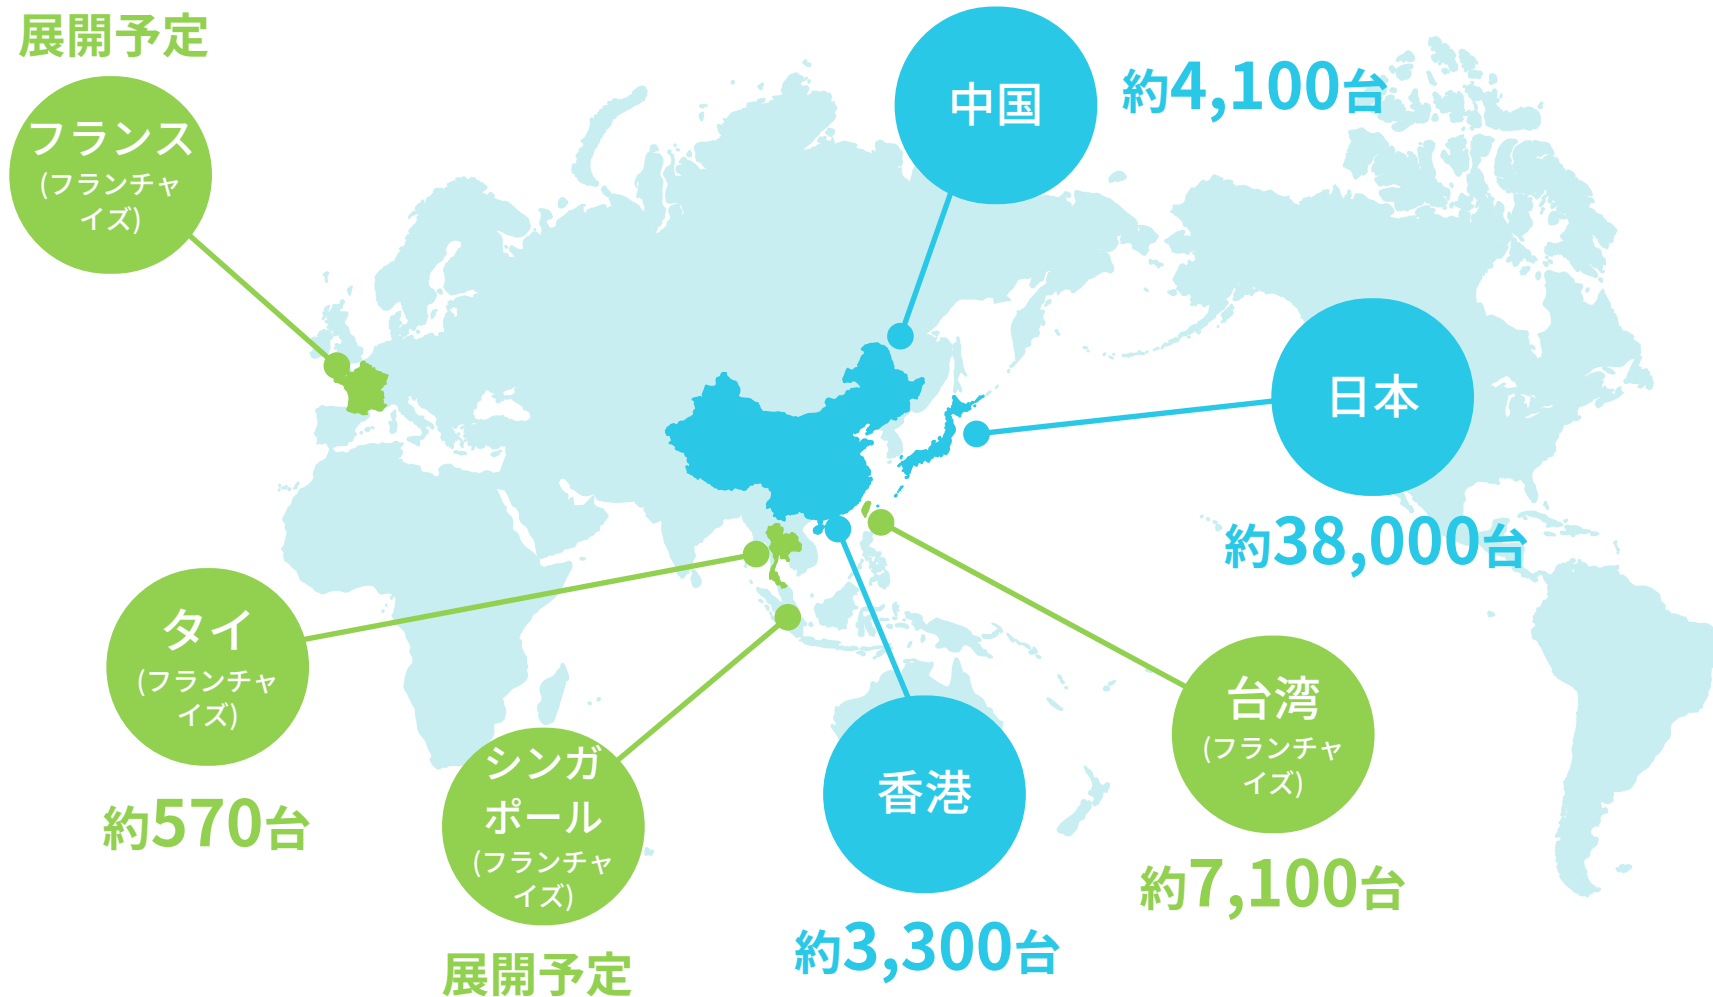 展開予定
フランス
(フランチャ
イズ)
中国
約4,100台
日本
約38,000台
タイ
(フランチャ
イズ)
約570台
シンガ
ポール
(フランチャ
イズ)
展開予定
香港
約3,300台
台湾
(フランチャ
イズ)
約7,100台